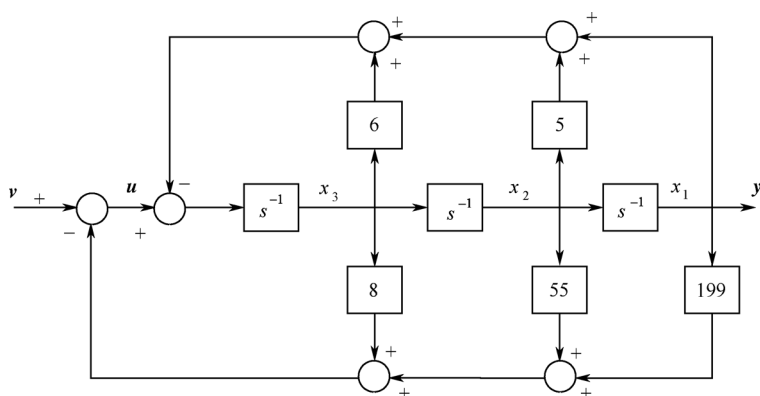 + +
+ +
6 5
v + u − x₃ x₂ x₁ y
s⁻¹ s⁻¹ s⁻¹
− +
8 55 199
+ +
+ +